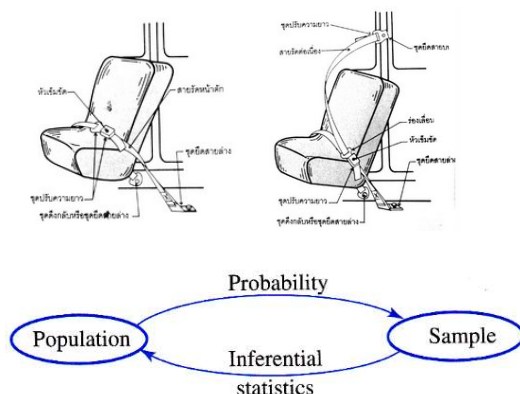 หัวเข็มขัด
สายรัดหน้าตัก
ชุดปรับความยาว
ชุดยึดสายล่าง
ชุดดึงกลับหรือชุดยึดสายล่าง
ชุดปรับความยาว
สายรัดต่อเนื่อง
ชุดยึดสายบน
ร่องเลื่อน
หัวเข็มขัด
ชุดยึดสายล่าง
ชุดปรับความยาว
ชุดดึงกลับหรือชุดยึดสายล่าง
Probability
Population
Sample
Inferential
statistics